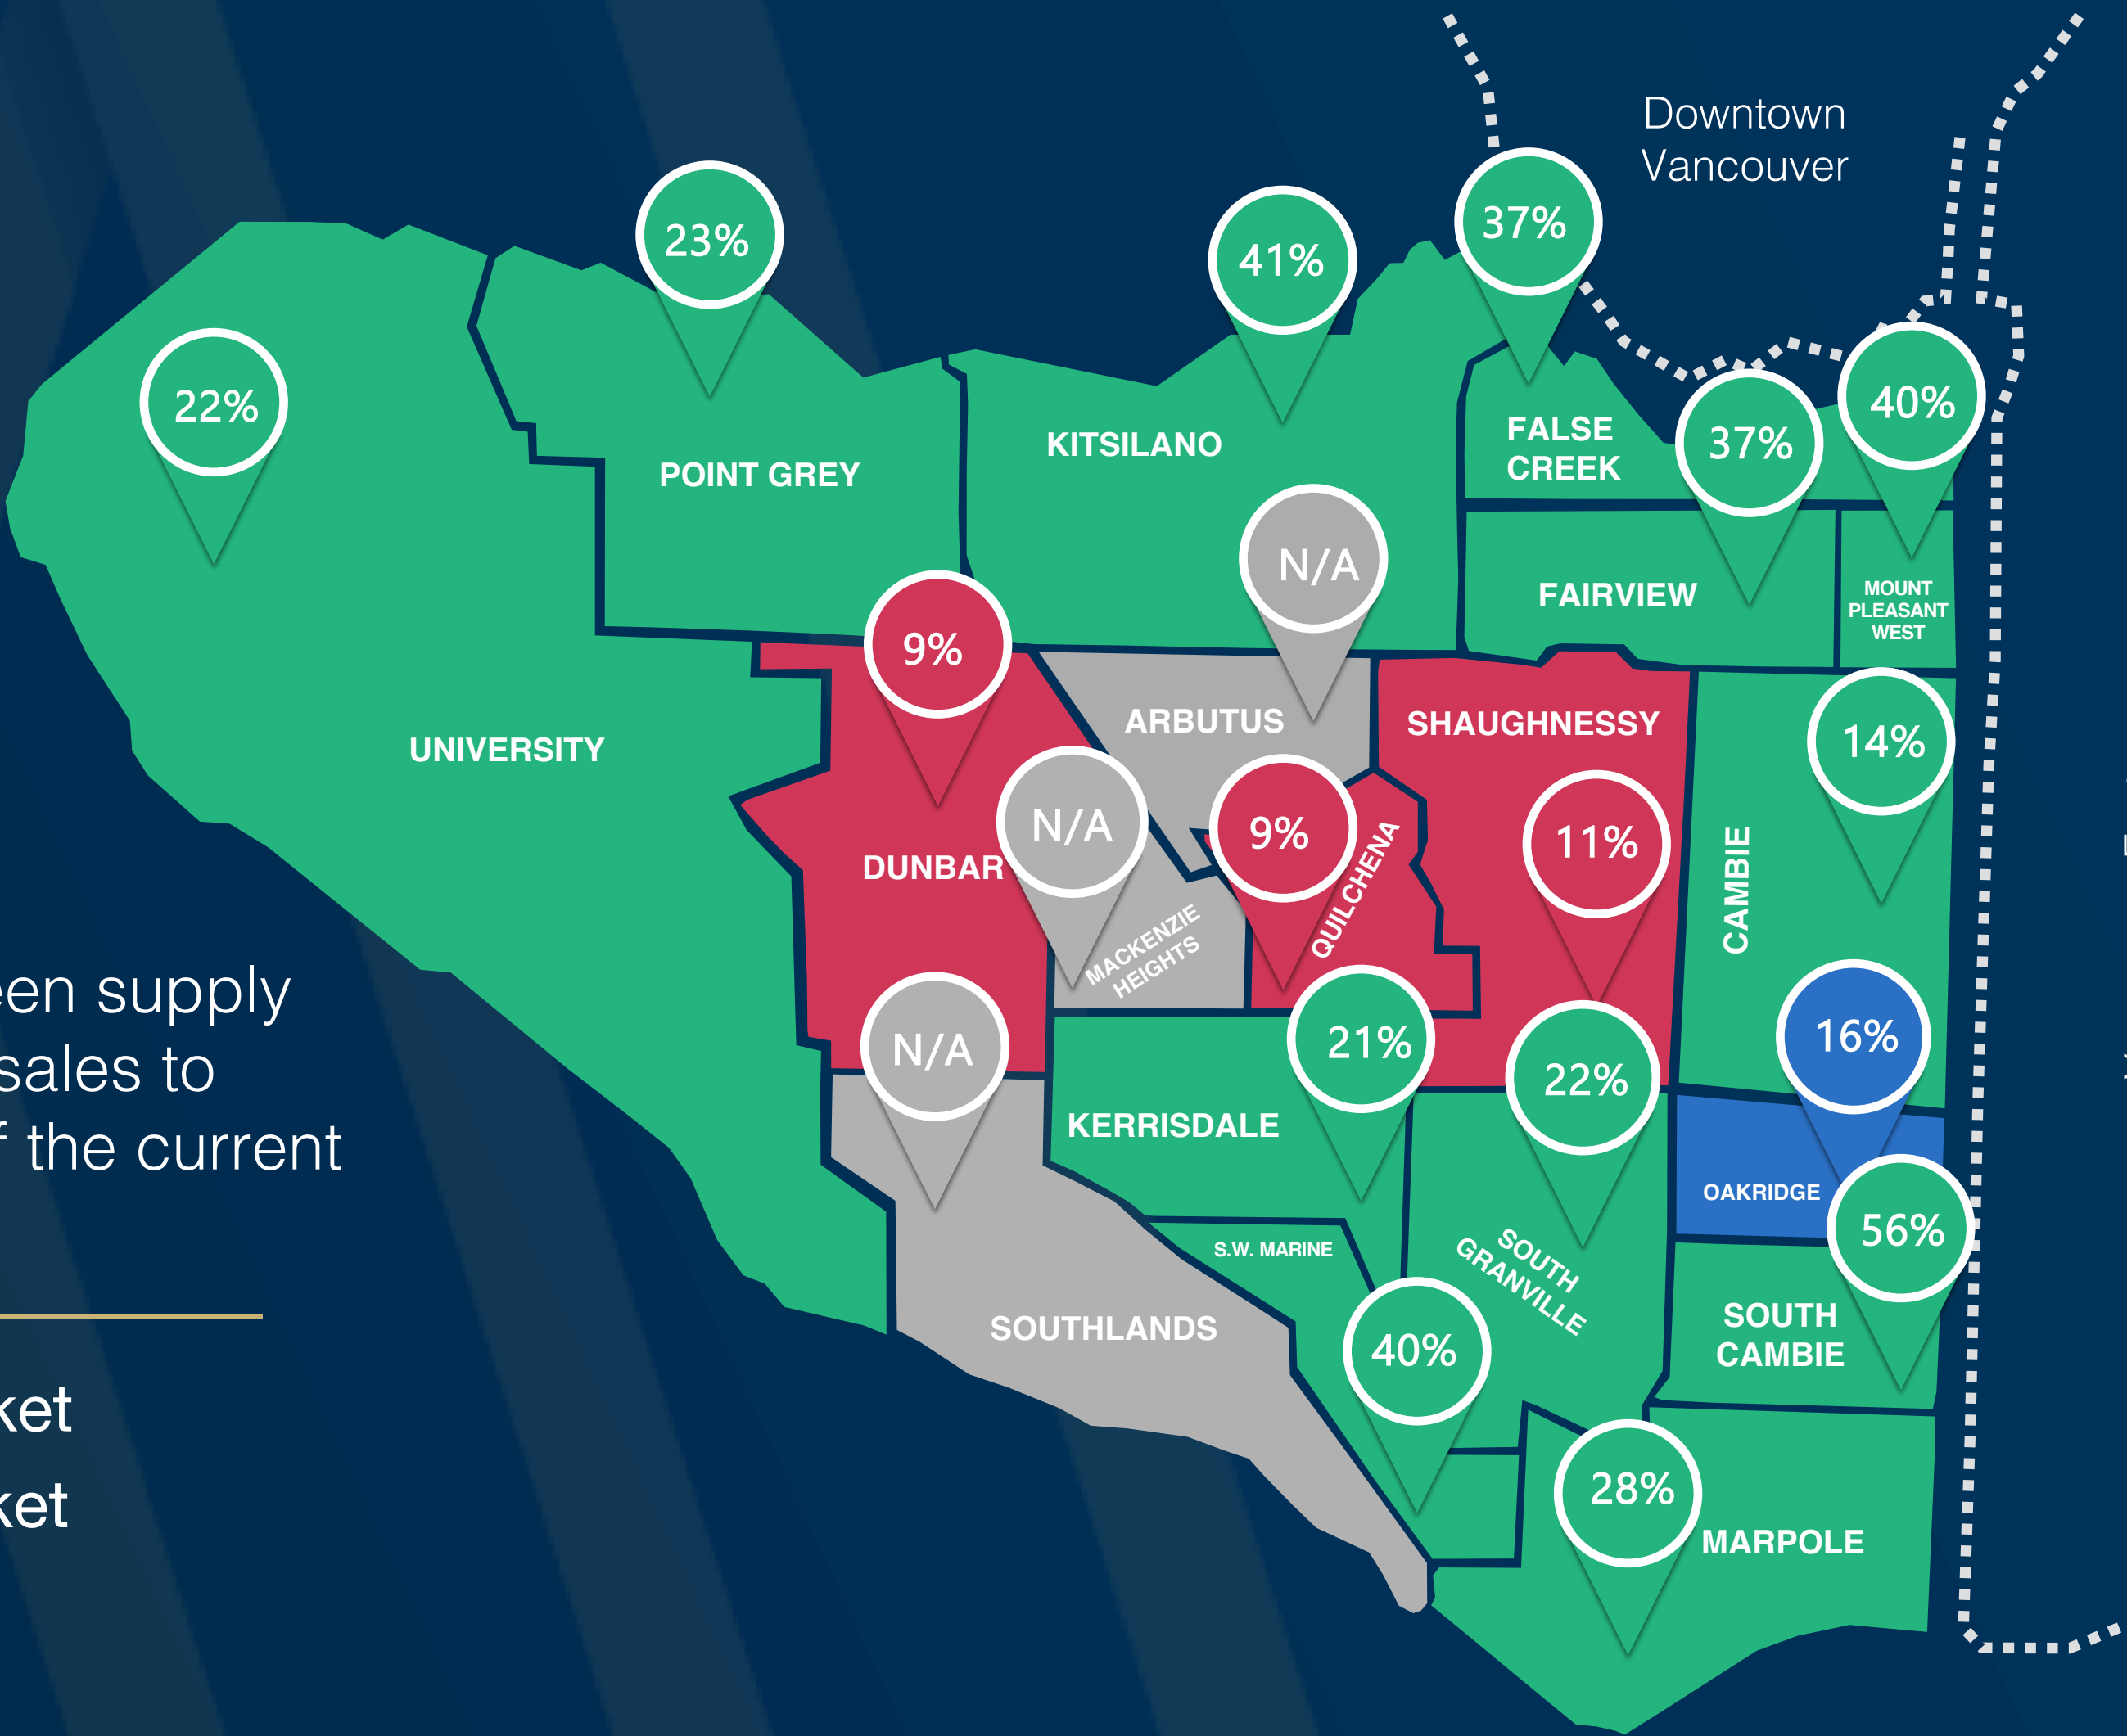 Downtown
Vancouver
37%
23%
41%
22%
40%
37%
FALSE
CREEK
KITSILANO
POINT GREY
N/A
FAIRVIEW
MOUNT
PLEASANT
WEST
9%
ARBUTUS
SHAUGHNESSY
14%
UNIVERSITY
N/A
9%
11%
DUNBAR
QUILCHENA
CAMBIE
MACKENZIE
HEIGHTS
een supply
sales to
f the current
N/A
21%
22%
16%
KERRISDALE
OAKRIDGE
56%
S.W. MARINE
SOUTH
GRANVILLE
SOUTHLANDS
40%
SOUTH
CAMBIE
ket
ket
28%
MARPOLE